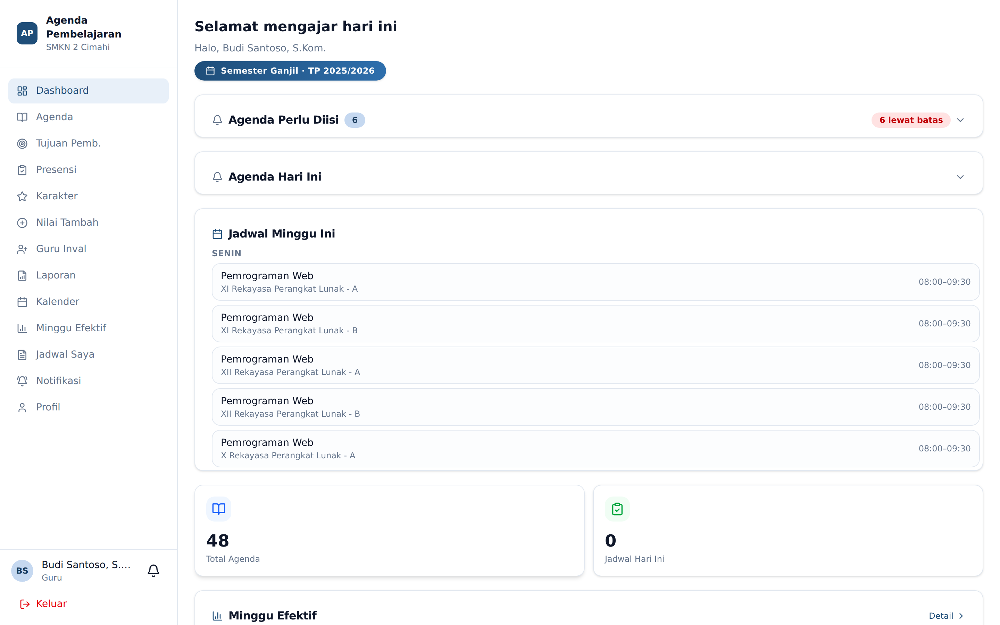 AP
Agenda
Pembelajaran
SMKN 2 Cimahi
Dashboard
Agenda
Tujuan Pemb.
Presensi
Karakter
Nilai Tambah
Guru Inval
Laporan
Kalender
Minggu Efektif
Jadwal Saya
Notifikasi
Profil
BS
Budi Santoso, S....
Guru
Keluar
Selamat mengajar hari ini
Halo, Budi Santoso, S.Kom.
Semester Ganjil · TP 2025/2026
Agenda Perlu Diisi 6 6 lewat batas
Agenda Hari Ini
Jadwal Minggu Ini
SENIN
Pemrograman Web
XI Rekayasa Perangkat Lunak - A
08:00–09:30
Pemrograman Web
XI Rekayasa Perangkat Lunak - B
08:00–09:30
Pemrograman Web
XII Rekayasa Perangkat Lunak - A
08:00–09:30
Pemrograman Web
XII Rekayasa Perangkat Lunak - B
08:00–09:30
Pemrograman Web
X Rekayasa Perangkat Lunak - A
08:00–09:30
48
Total Agenda
0
Jadwal Hari Ini
Minggu Efektif Detail